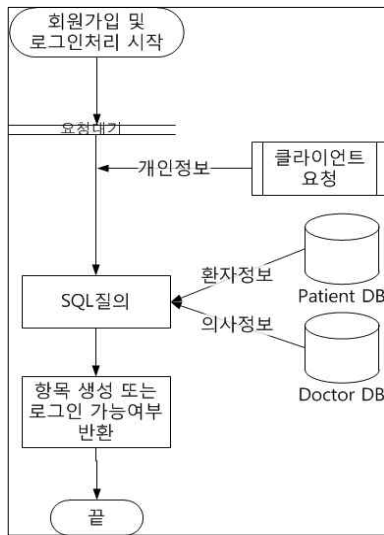 회원가입 및
로그인처리 시작
요청대기
개인정보
클라이언트
요청
환자정보
Patient DB
SQL질의
의사정보
Doctor DB
항목 생성 또는
로그인 가능여부
반환
끝